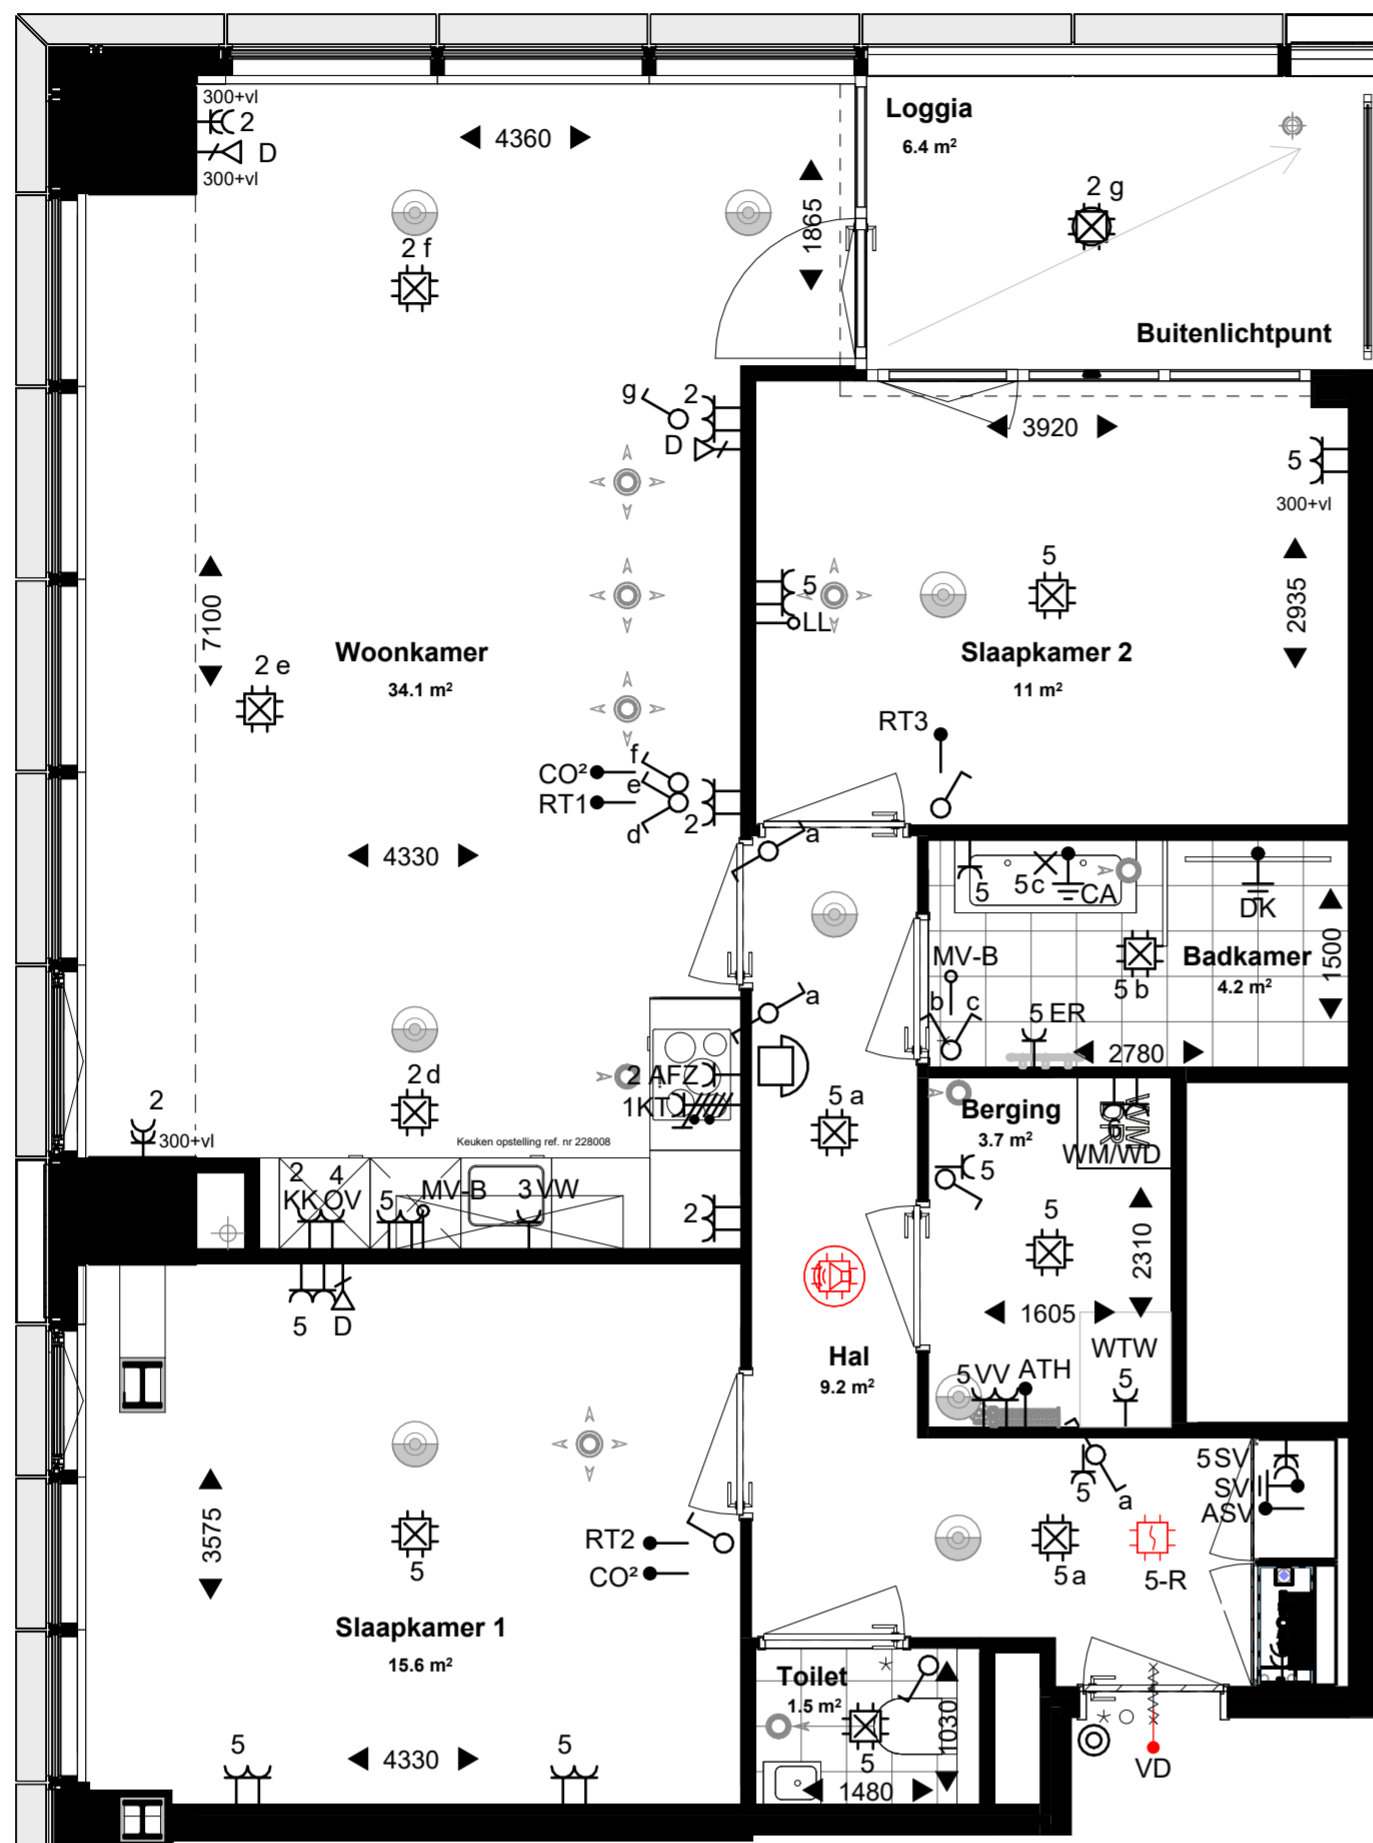 300+vl
2
D
300+vl
4360
Loggia
6.4 m²
2 g
1865
2 f
Buitenlichtpunt
g
2
D
3920
5
300+vl
5
5
LL
2935
7100
Woonkamer
34.1 m²
Slaapkamer 2
11 m²
2 e
RT3
f
CO²
e
RT1
d
2
a
4330
5
5c
CA
DK
1500
MV-B
Badkamer
4.2 m²
5 b
a
b
c
5 ER
2780
2 d
2 AFZ
1KT
5 a
Berging
3.7 m²
WM
DR
WM/WD
2
300+vl
Keuken opstelling ref. nr 228008
2
KK
4
OV
5
MV-B
3 VW
2
5
5
2310
1605
5
D
Hal
9.2 m²
WTW
5
5 VV
ATH
5 SV
SV
ASV
5
a
3575
RT2
CO²
5
5 a
5-R
Slaapkamer 1
15.6 m²
Toilet
1.5 m²
1030
5
5
4330
5
1480
VD